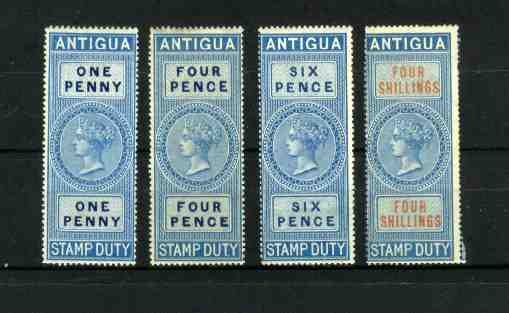 ANTIGUA
ONE
PENNY
ONE
PENNY
STAMP DUTY
ANTIGUA
FOUR
PENCE
FOUR
PENCE
STAMP DUTY
ANTIGUA
SIX
PENCE
SIX
PENCE
STAMP DUTY
ANTIGUA
FOUR
SHILLINGS
FOUR
SHILLINGS
STAMP DUTY